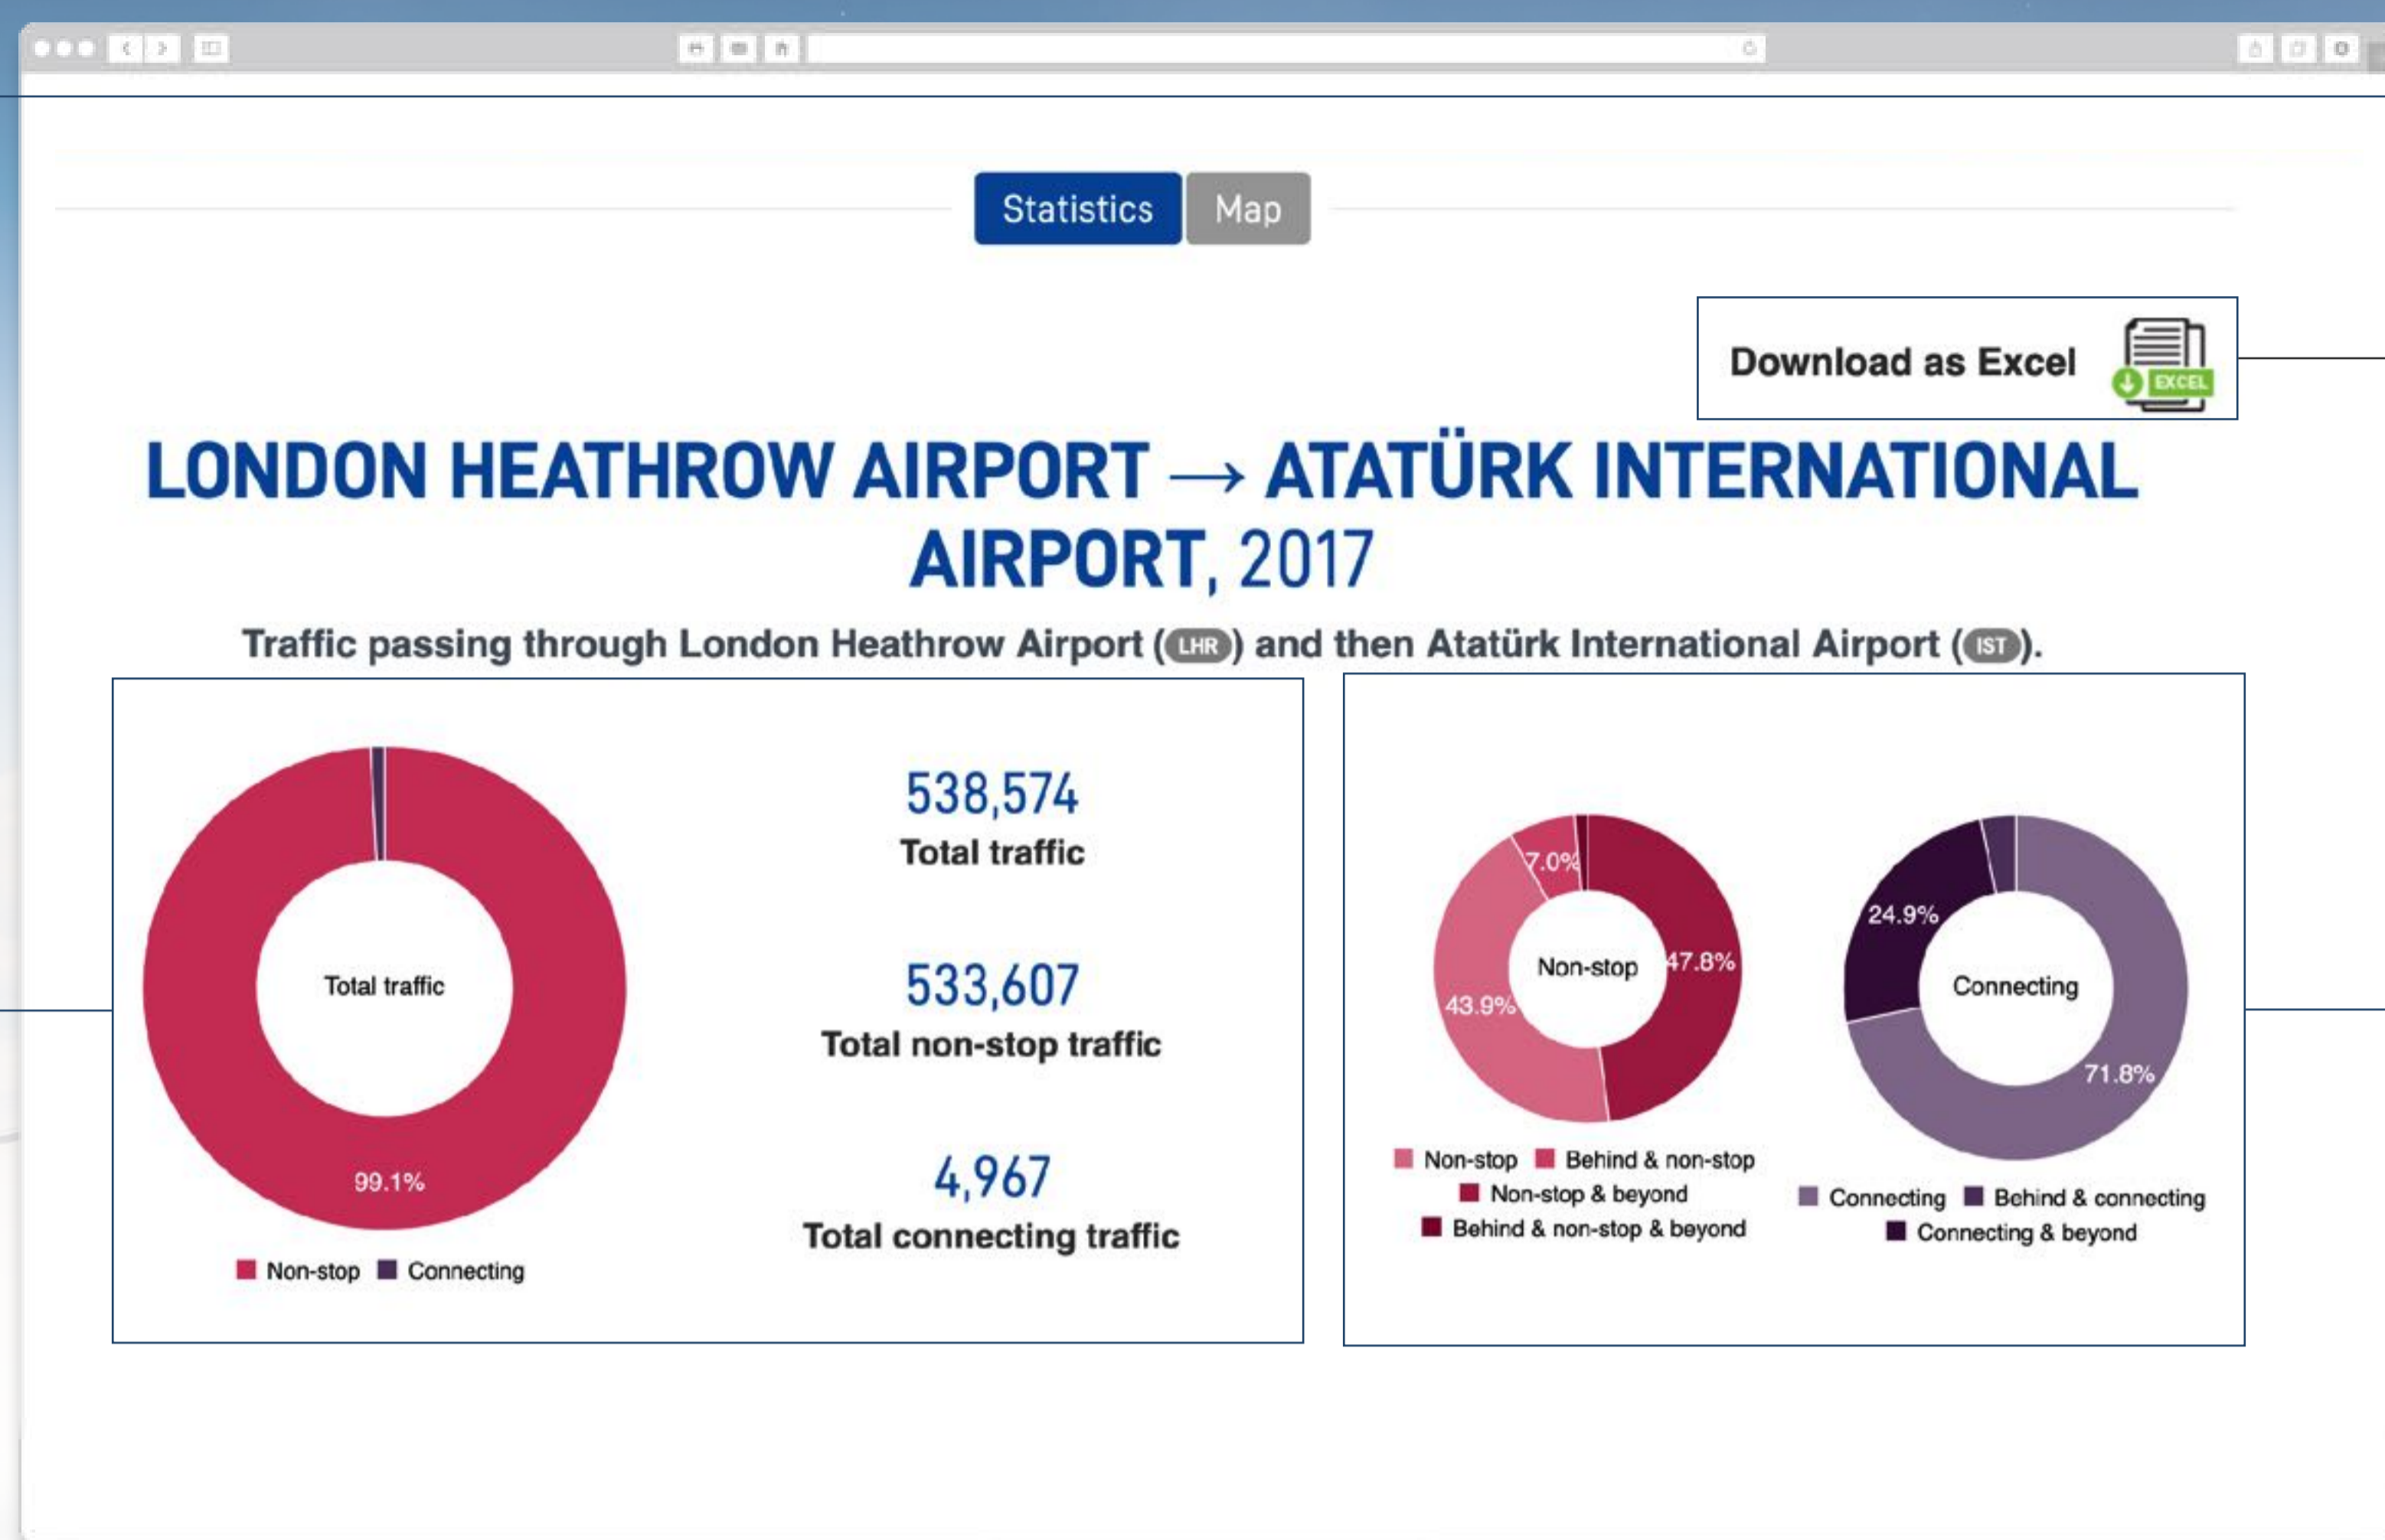 Statistics Map
Download as Excel
EXCEL
LONDON HEATHROW AIRPORT → ATATÜRK INTERNATIONAL
AIRPORT, 2017
Traffic passing through London Heathrow Airport (LHR) and then Atatürk International Airport (IST).
Total traffic
99.1%
Non-stop Connecting
538,574
Total traffic
533,607
Total non-stop traffic
4,967
Total connecting traffic
7.0%
Non-stop
47.8%
43.9%
Non-stop Behind & non-stop
Non-stop & beyond
Behind & non-stop & beyond
24.9%
Connecting
71.8%
Connecting Behind & connecting
Connecting & beyond